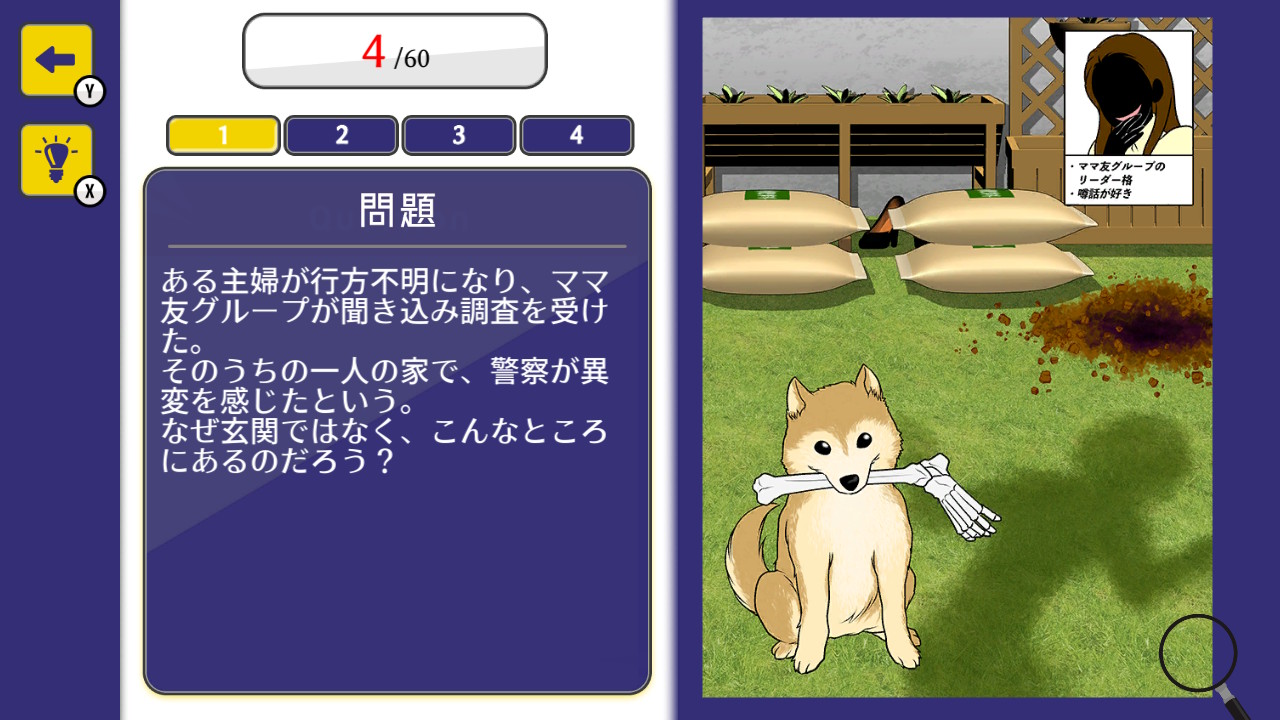 Y
X
4 /60
1
2
3
4
問題
ある主婦が行方不明になり、ママ
友グループが聞き込み調査を受け
た。
そのうちの一人の家で、警察が異
変を感じたという。
なぜ玄関ではなく、こんなところ
にあるのだろう？
・ママ友グループの
リーダー格
・噂話が好き